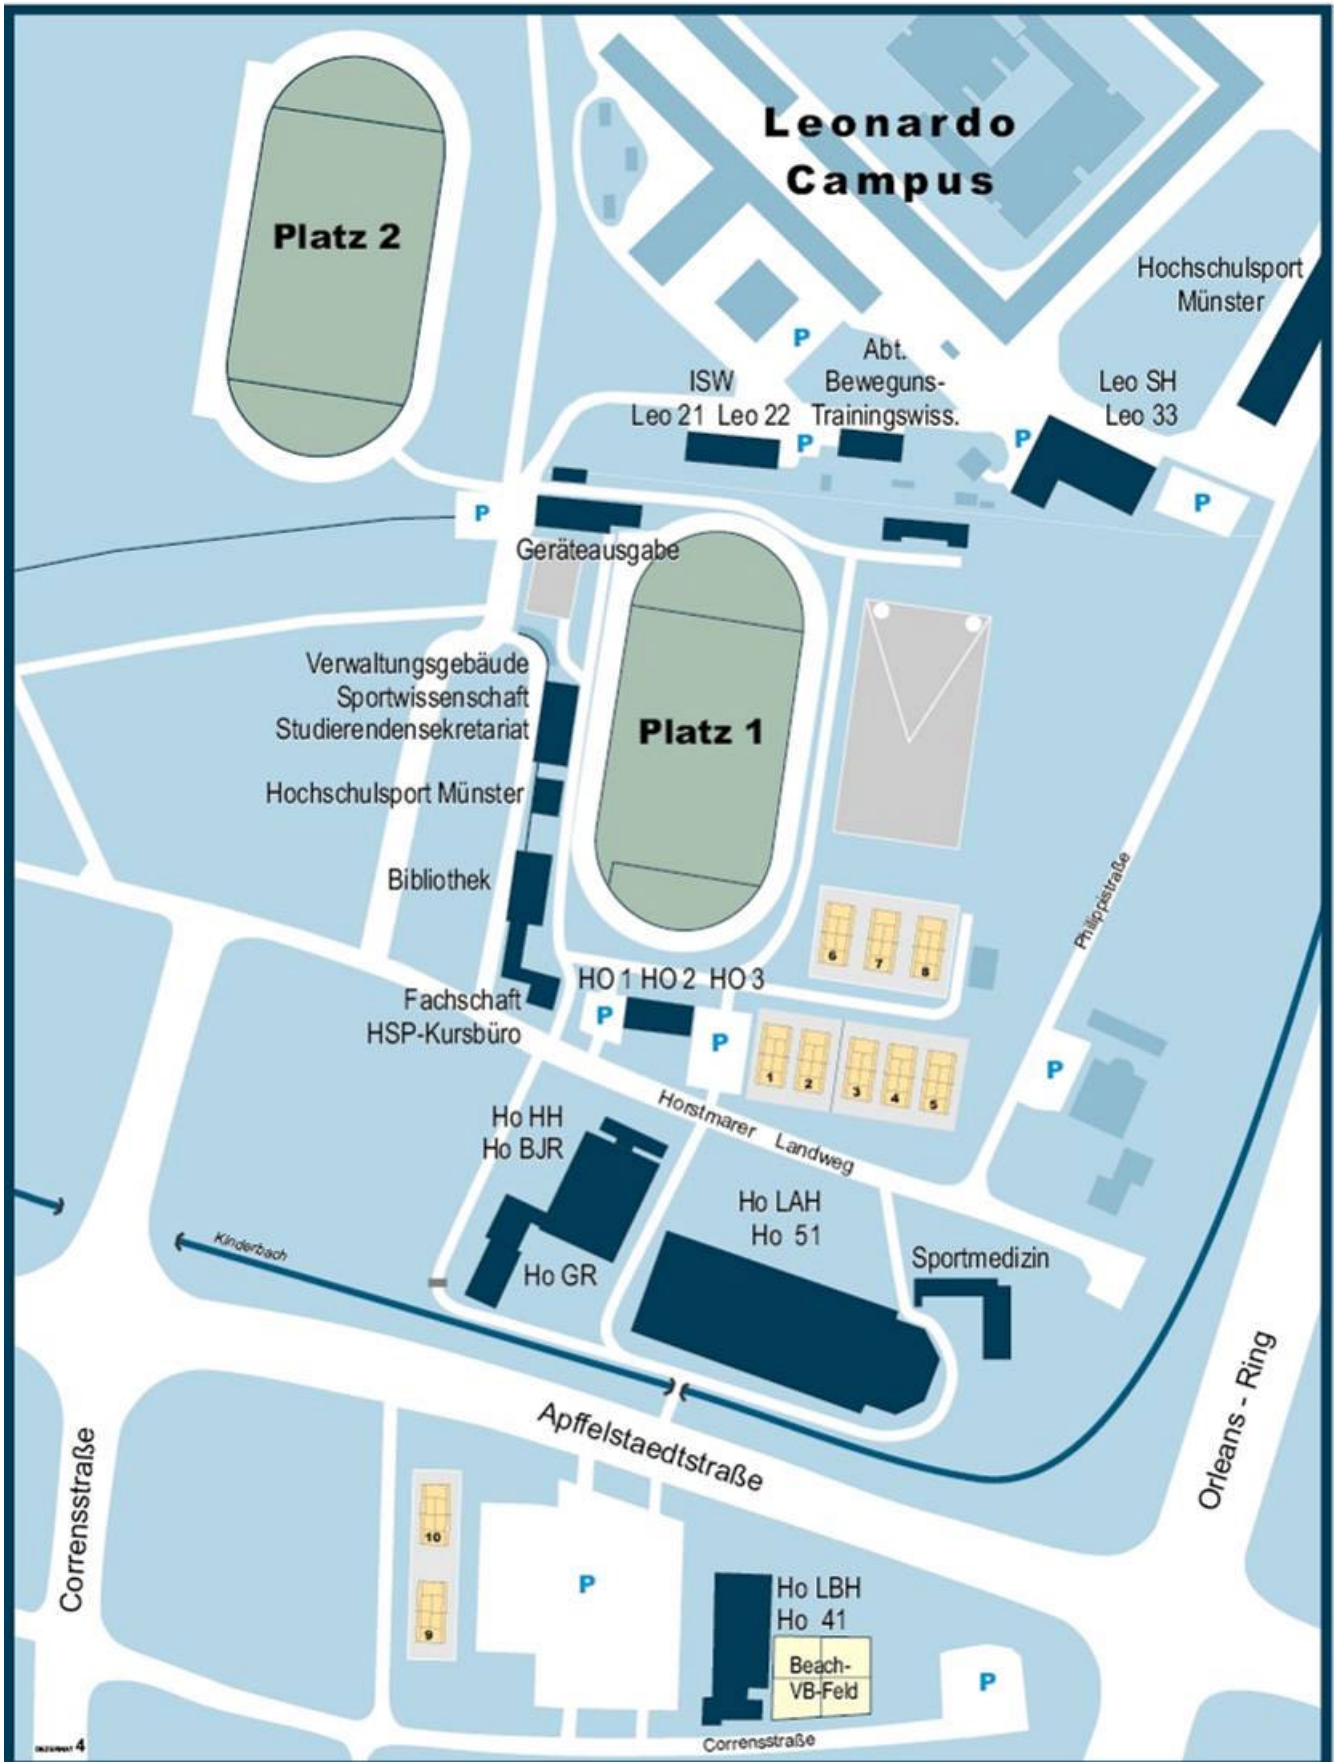 Leonardo
Campus
Platz 2
Hochschulsport
Münster
P
Abt.
Beweguns-
Trainingswiss.
ISW
Leo 21 Leo 22
Leo SH
Leo 33
P
P
P
P
Geräteausgabe
Verwaltungsgebäude
Sportwissenschaft
Studierendensekretariat
Platz 1
Hochschulsport Münster
Bibliothek
Philippistraße
6
7
8
HO 1 HO 2 HO 3
Fachschaft
HSP-Kursbüro
P
P
1
2
3
4
5
P
Horstmarer Landweg
Ho HH
Ho BJR
Ho LAH
Ho 51
Kinderbach
Ho GR
Sportmedizin
Orleans - Ring
Apffelstaedtstraße
Corrensstraße
10
9
P
Ho LBH
Ho 41
Beach-
VB-Feld
P
Corrensstraße
4